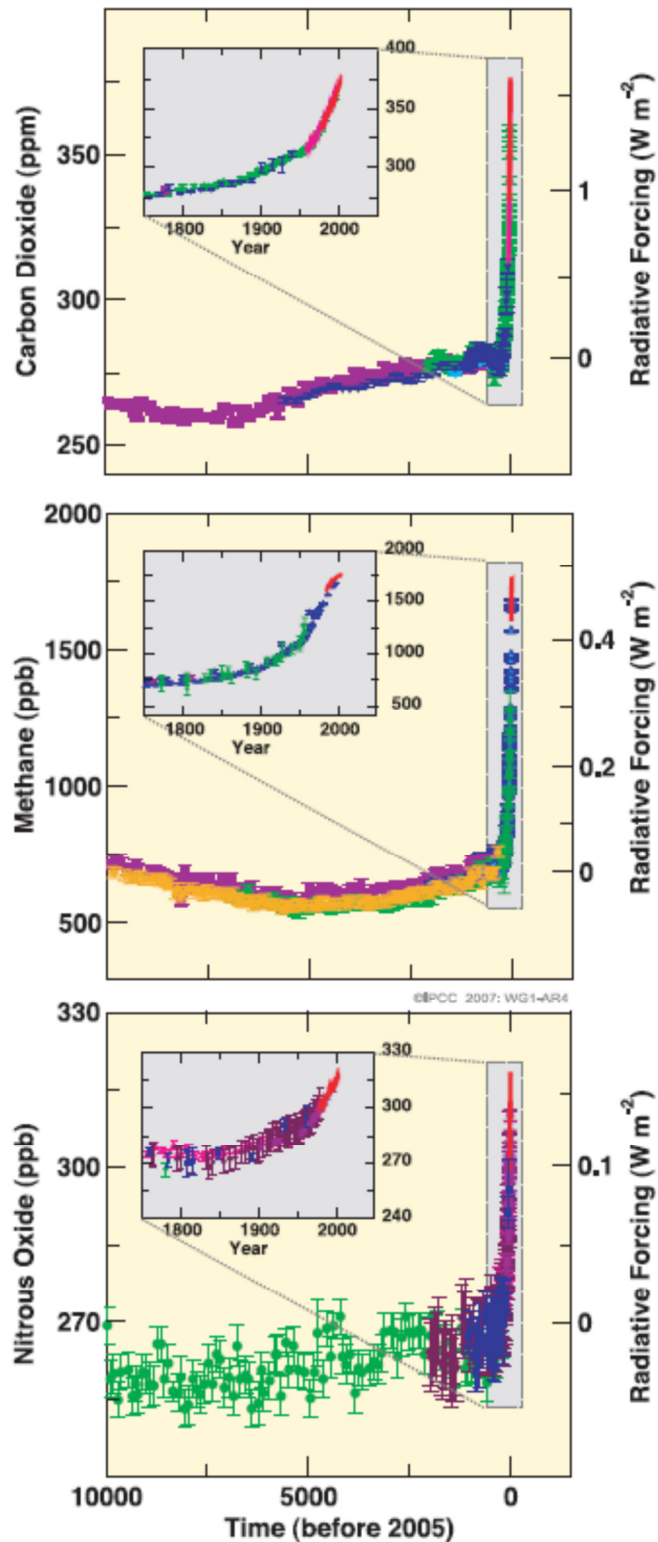 400
350
300
1800 1900 2000
Year
Carbon Dioxide (ppm)
350
300
250
Radiative Forcing (W m-2)
1
0
2000
1500
1000
500
1800 1900 2000
Year
Methane (ppb)
2000
1500
1000
500
Radiative Forcing (W m-2)
0.4
0.2
0
©IPCC 2007: WG1-AR4
330
300
270
240
1800 1900 2000
Year
Nitrous Oxide (ppb)
330
300
270
Radiative Forcing (W m-2)
0.1
0
10000 5000 0
Time (before 2005)